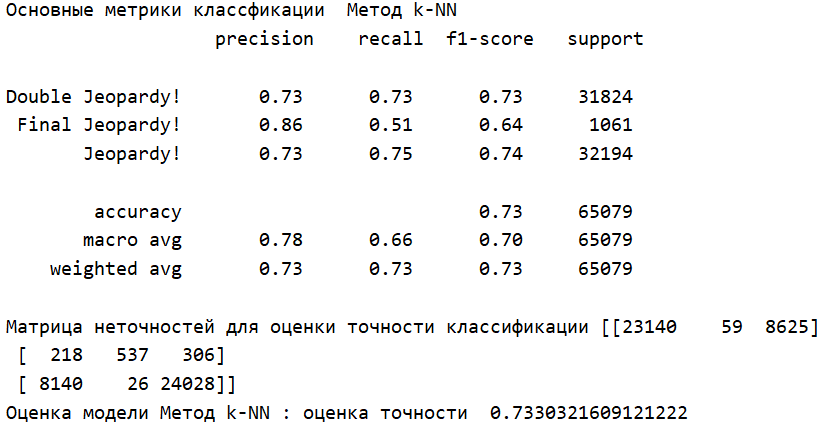 Основные метрики классфикации  Метод k-NN
                   precision    recall  f1-score   support

Double Jeopardy!       0.73      0.73      0.73     31824
 Final Jeopardy!       0.86      0.51      0.64      1061
       Jeopardy!       0.73      0.75      0.74     32194

        accuracy                           0.73     65079
       macro avg       0.78      0.66      0.70     65079
    weighted avg       0.73      0.73      0.73     65079

Матрица неточностей для оценки точности классификации [[23140    59  8625]
 [  218   537   306]
 [ 8140    26 24028]]
Оценка модели Метод k-NN : оценка точности  0.7330321609121222